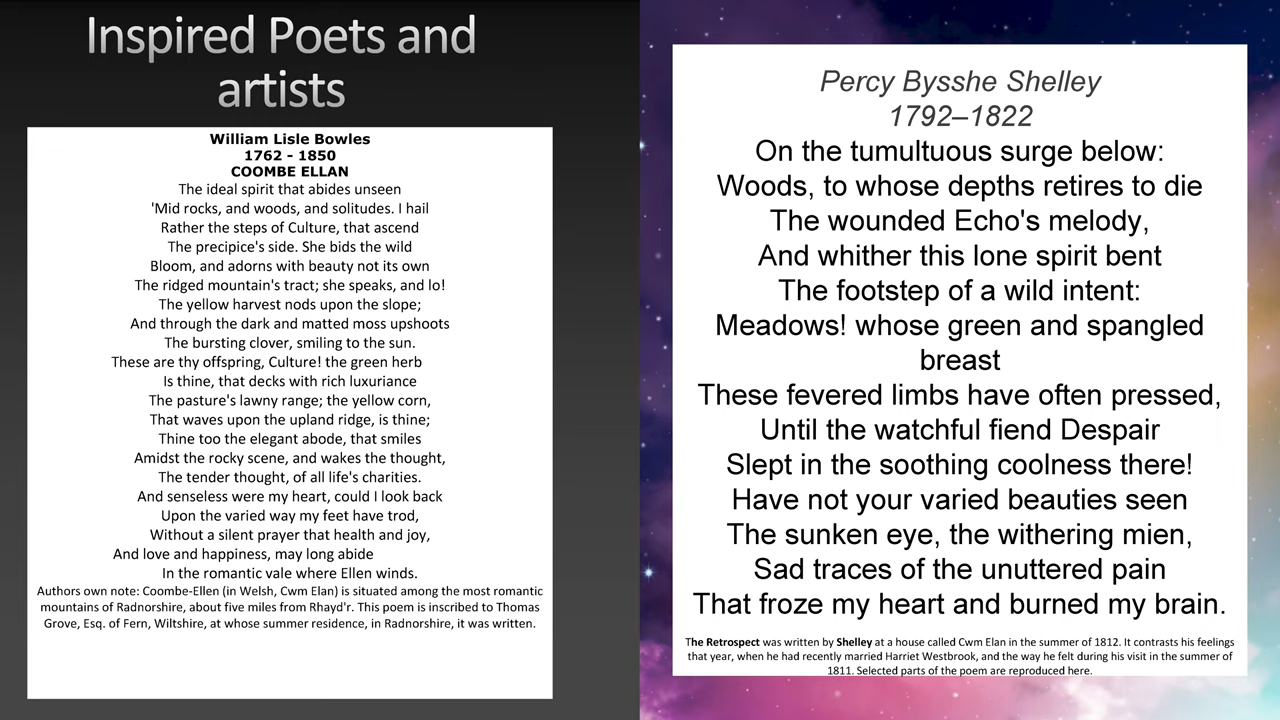 Inspired Poets and
artists
William Lisle Bowles
1762 - 1850
COOMBE ELLAN
The ideal spirit that abides unseen
'Mid rocks, and woods, and solitudes. I hail
Rather the steps of Culture, that ascend
The precipice's side. She bids the wild
Bloom, and adorns with beauty not its own
The ridged mountain's tract; she speaks, and lo!
The yellow harvest nods upon the slope;
And through the dark and matted moss upshoots
The bursting clover, smiling to the sun.
These are thy offspring, Culture! the green herb
Is thine, that decks with rich luxuriance
The pasture's lawny range; the yellow corn,
That waves upon the upland ridge, is thine;
Thine too the elegant abode, that smiles
Amidst the rocky scene, and wakes the thought,
The tender thought, of all life's charities.
And senseless were my heart, could I look back
Upon the varied way my feet have trod,
Without a silent prayer that health and joy,
And love and happiness, may long abide
In the romantic vale where Ellen winds.
Authors own note: Coombe-Ellen (in Welsh, Cwm Elan) is situated among the most romantic
mountains of Radnorshire, about five miles from Rhayd'r. This poem is inscribed to Thomas
Grove, Esq. of Fern, Wiltshire, at whose summer residence, in Radnorshire, it was written.
Percy Bysshe Shelley
1792–1822
On the tumultuous surge below:
Woods, to whose depths retires to die
The wounded Echo's melody,
And whither this lone spirit bent
The footstep of a wild intent:
Meadows! whose green and spangled
breast
These fevered limbs have often pressed,
Until the watchful fiend Despair
Slept in the soothing coolness there!
Have not your varied beauties seen
The sunken eye, the withering mien,
Sad traces of the unuttered pain
That froze my heart and burned my brain.
The Retrospect was written by Shelley at a house called Cwm Elan in the summer of 1812. It contrasts his feelings
that year, when he had recently married Harriet Westbrook, and the way he felt during his visit in the summer of
1811. Selected parts of the poem are reproduced here.